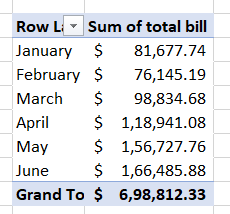 Row La Sum of total bill
January $ 81,677.74
February $ 76,145.19
March $ 98,834.68
April $ 1,18,941.08
May $ 1,56,727.76
June $ 1,66,485.88
Grand To $ 6,98,812.33